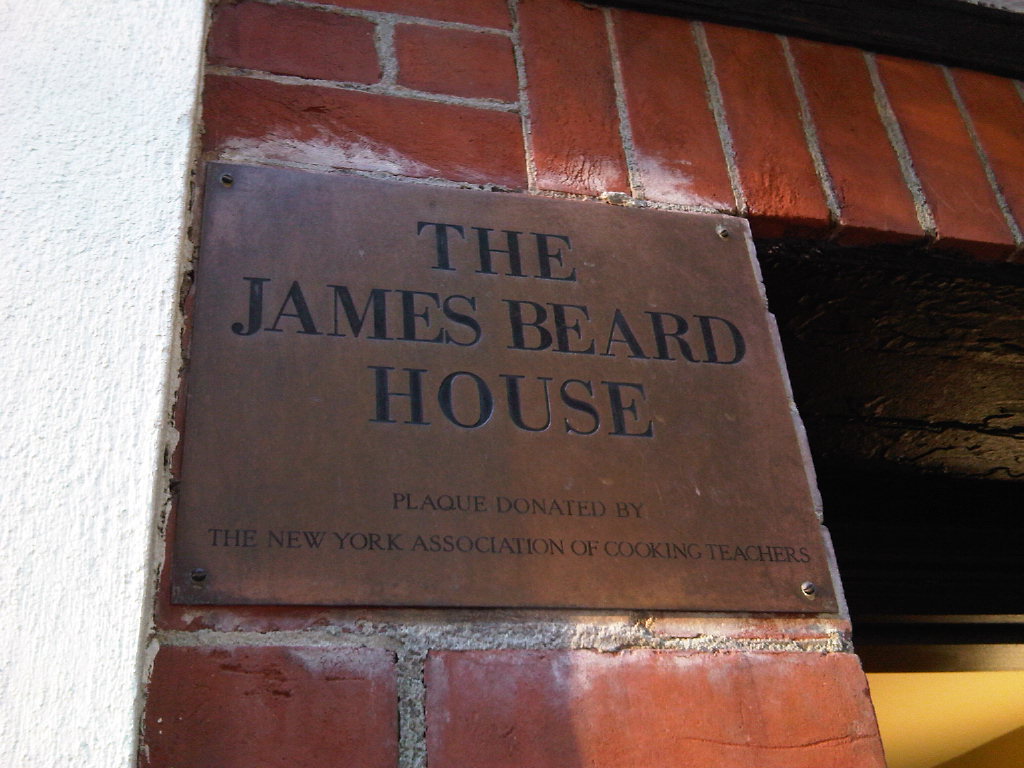 THE
JAMES BEARD
HOUSE
PLAQUE DONATED BY
THE NEW YORK ASSOCIATION OF COOKING TEACHERS